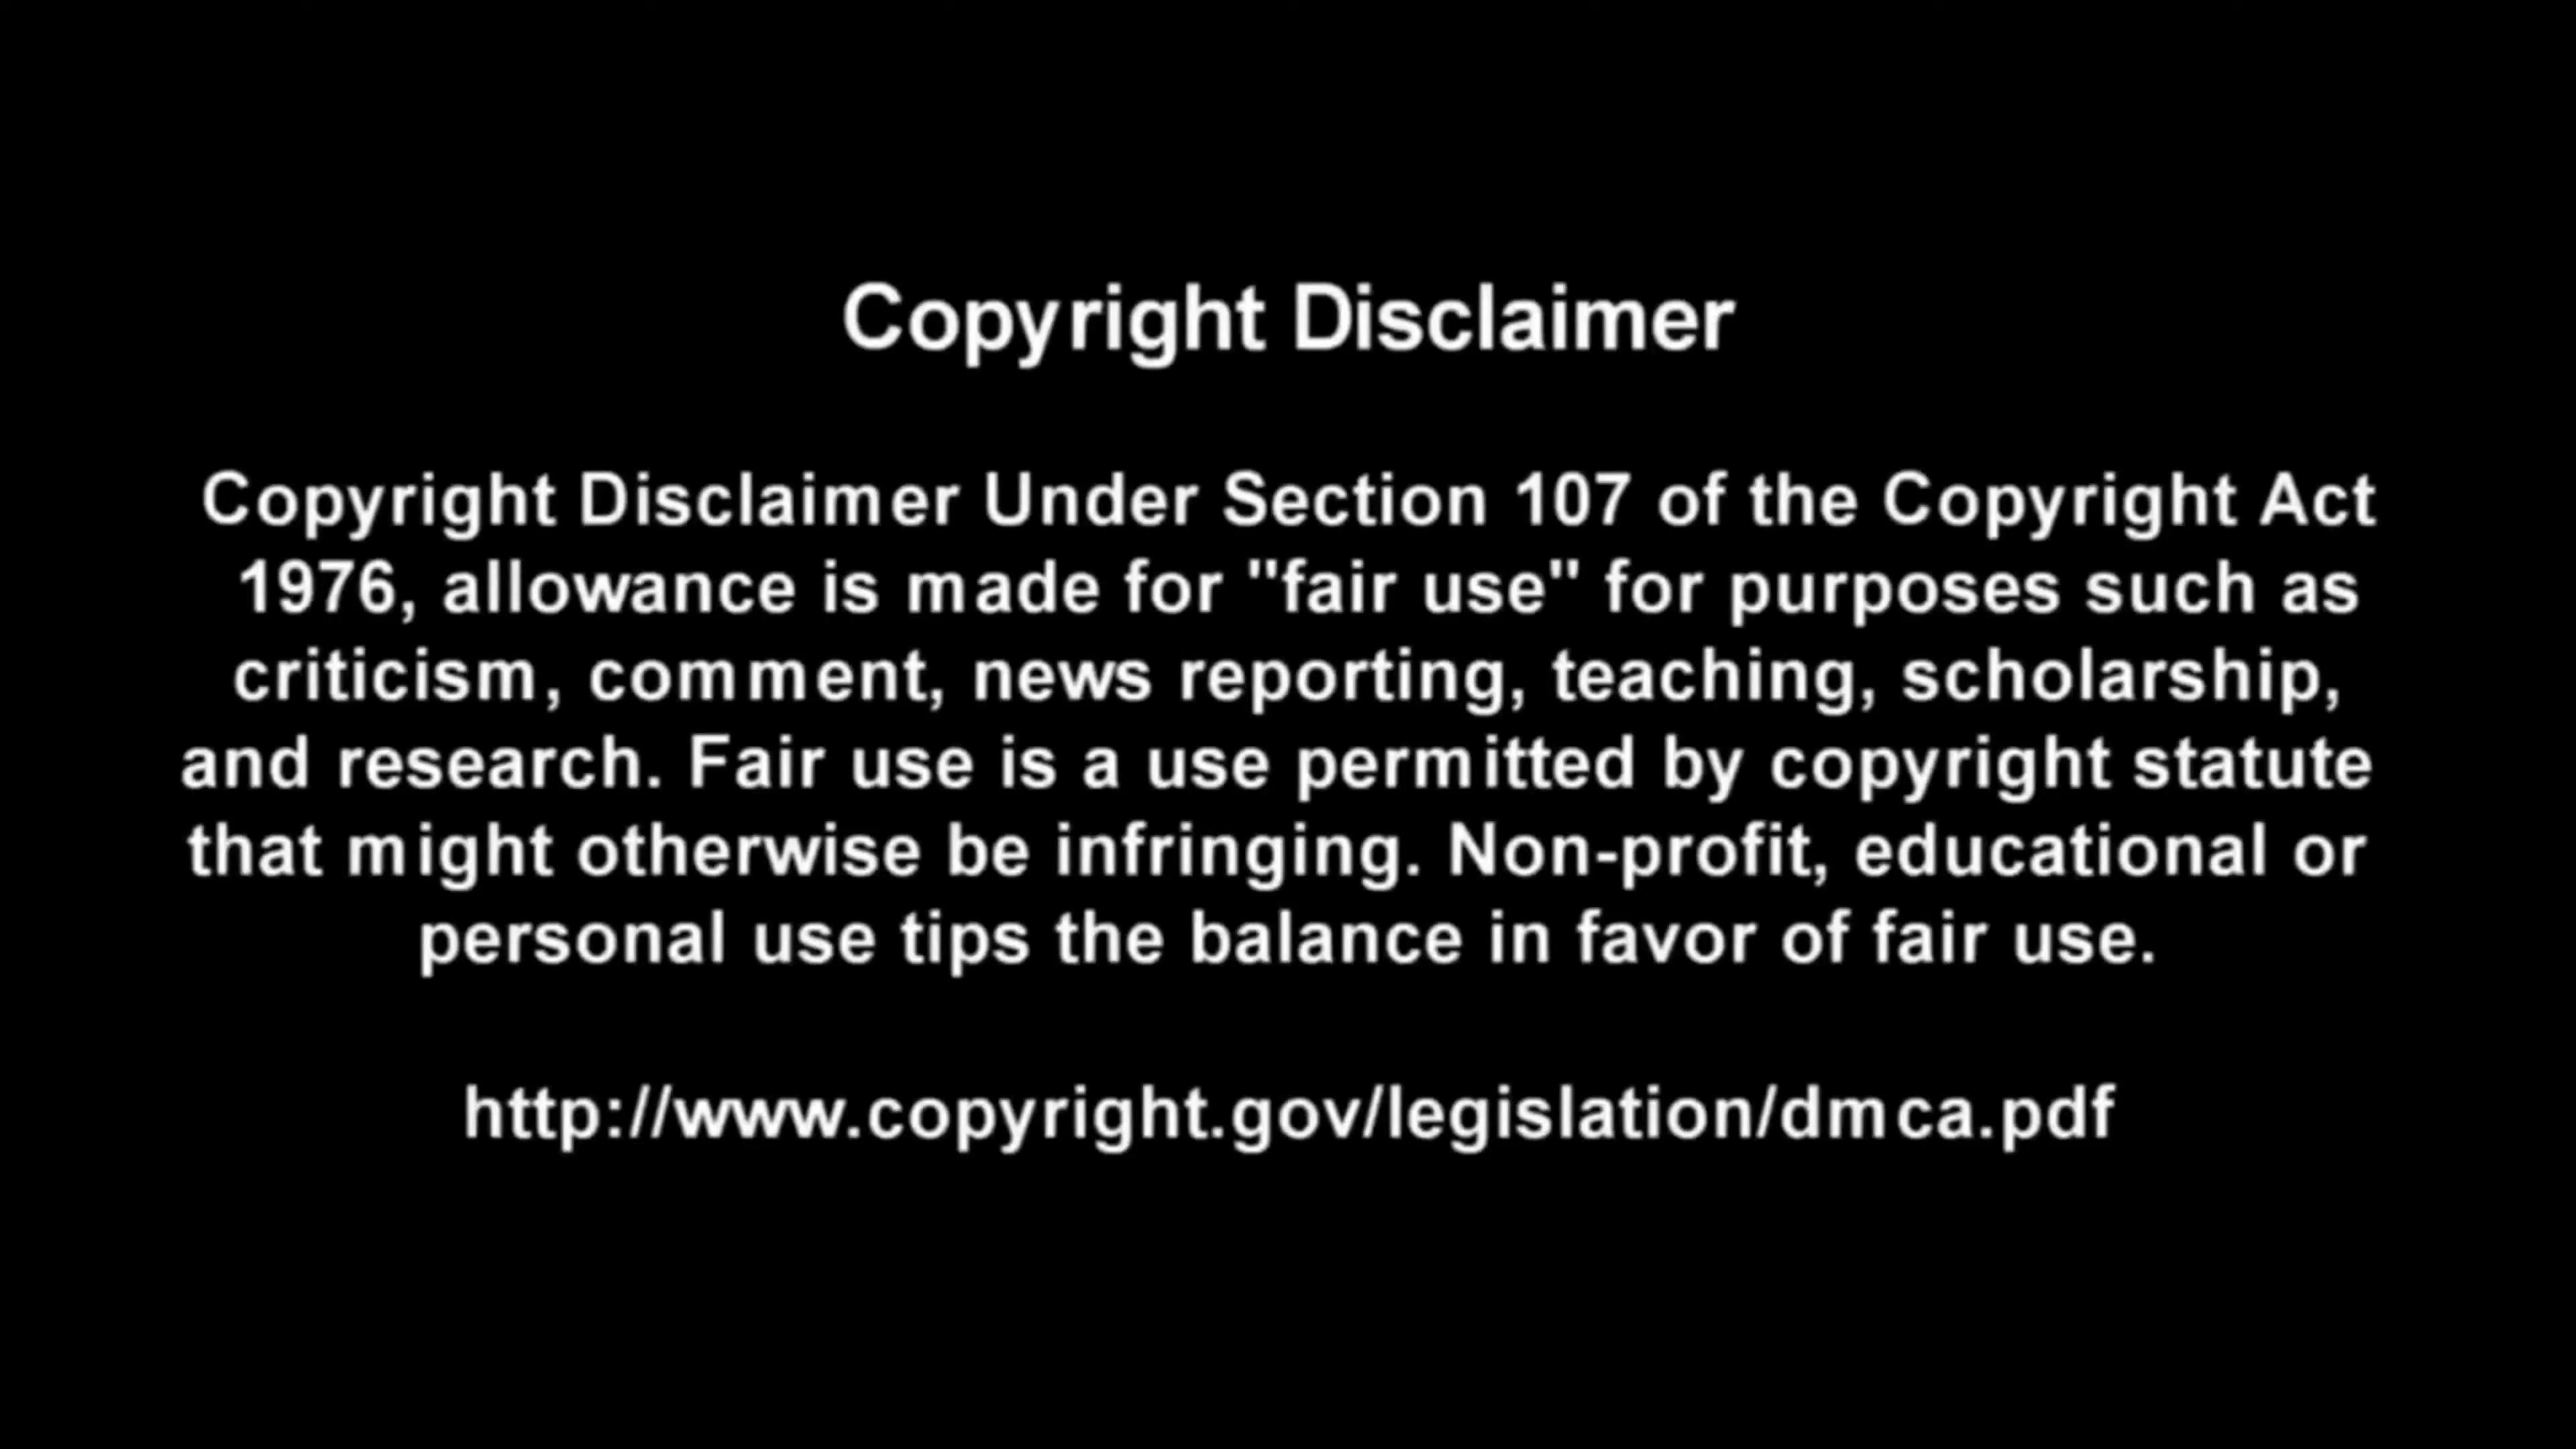 Copyright Disclaimer
Copyright Disclaimer Under Section 107 of the Copyright Act
1976, allowance is made for "fair use" for purposes such as
criticism, comment, news reporting, teaching, scholarship,
and research. Fair use is a use permitted by copyright statute
that might otherwise be infringing. Non-profit, educational or
personal use tips the balance in favor of fair use.
http://www.copyright.gov/legislation/dmca.pdf